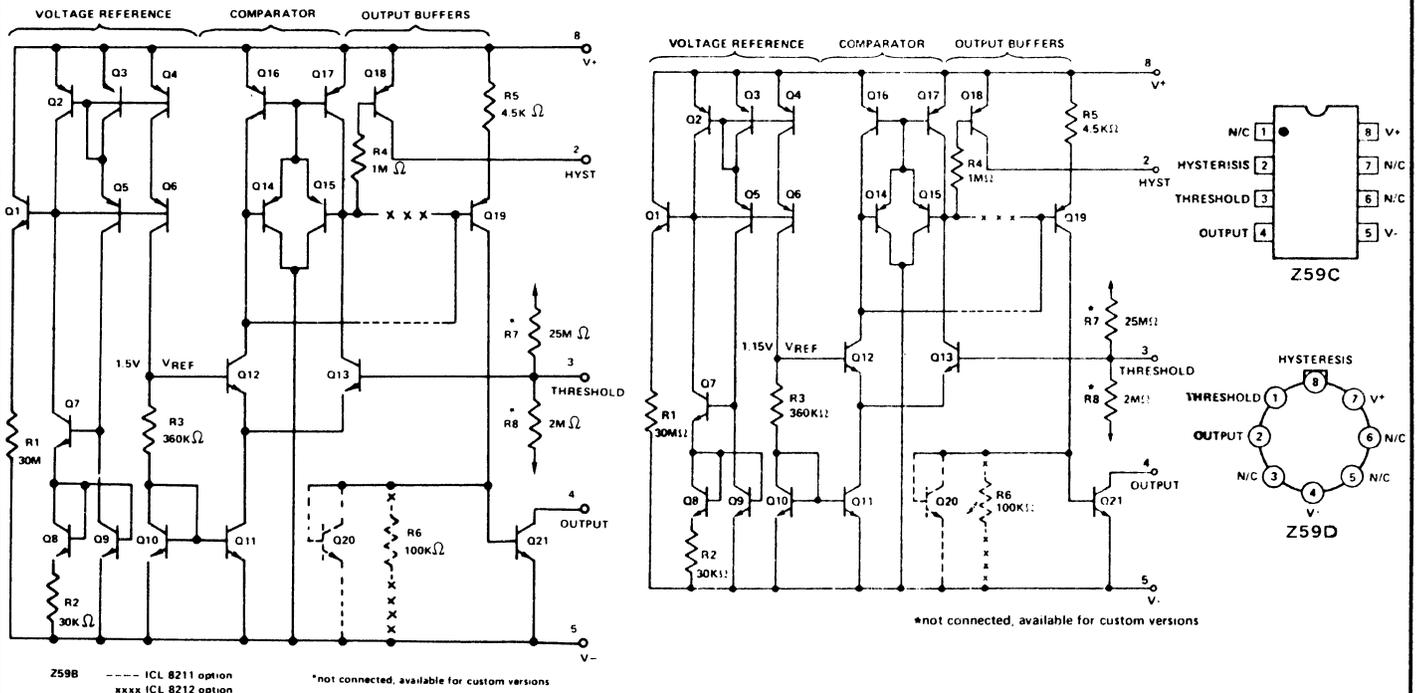 VOLTAGE REFERENCE COMPARATOR OUTPUT BUFFERS
8
V+
Q16 Q17 Q18
Q3 Q4
Q2
R5
4.5K Ω
R4
1M Ω
2
HYST
Q5 Q6
Q14 Q15
Q1
x x x
Q19
*
R7 25M Ω
1.5V VREF
Q12 Q13
3
THRESHOLD
*
R8 2MΩ
Q7
R3
360KΩ
R1
30M
4
OUTPUT
Q8 Q9 Q10 Q11
Q20
R6
100KΩ
Q21
x
x
x
x
x
R2
30K Ω
5
V–
Z59B
---- ICL 8211 option
xxxx ICL 8212 option
*not connected, available for custom versions
VOLTAGE REFERENCE COMPARATOR OUTPUT BUFFERS
8
V+
Q16 Q17 Q18
Q3 Q4
Q2
R5
4.5KΩ
R4
1MΩ
2
HYST
Q5 Q6
Q14 Q15
Q1
x x x
Q19
*
R7 25MΩ
1.15V VREF
Q12 Q13
3
THRESHOLD
*
R8 2MΩ
Q7
R3
360KΩ
R1
30MΩ
4
OUTPUT
Q8 Q9 Q10 Q11
Q20
R6
100KΩ
Q21
x
x
x
x
R2
30KΩ
5
V-
*not connected, available for custom versions
N/C 1 8 V+
HYSTERISIS 2 7 N/C
THRESHOLD 3 6 N/C
OUTPUT 4 5 V-
Z59C
HYSTERESIS
8
THRESHOLD 1 7 V+
OUTPUT 2 6 N/C
N/C 3 5 N/C
4
V-
Z59D